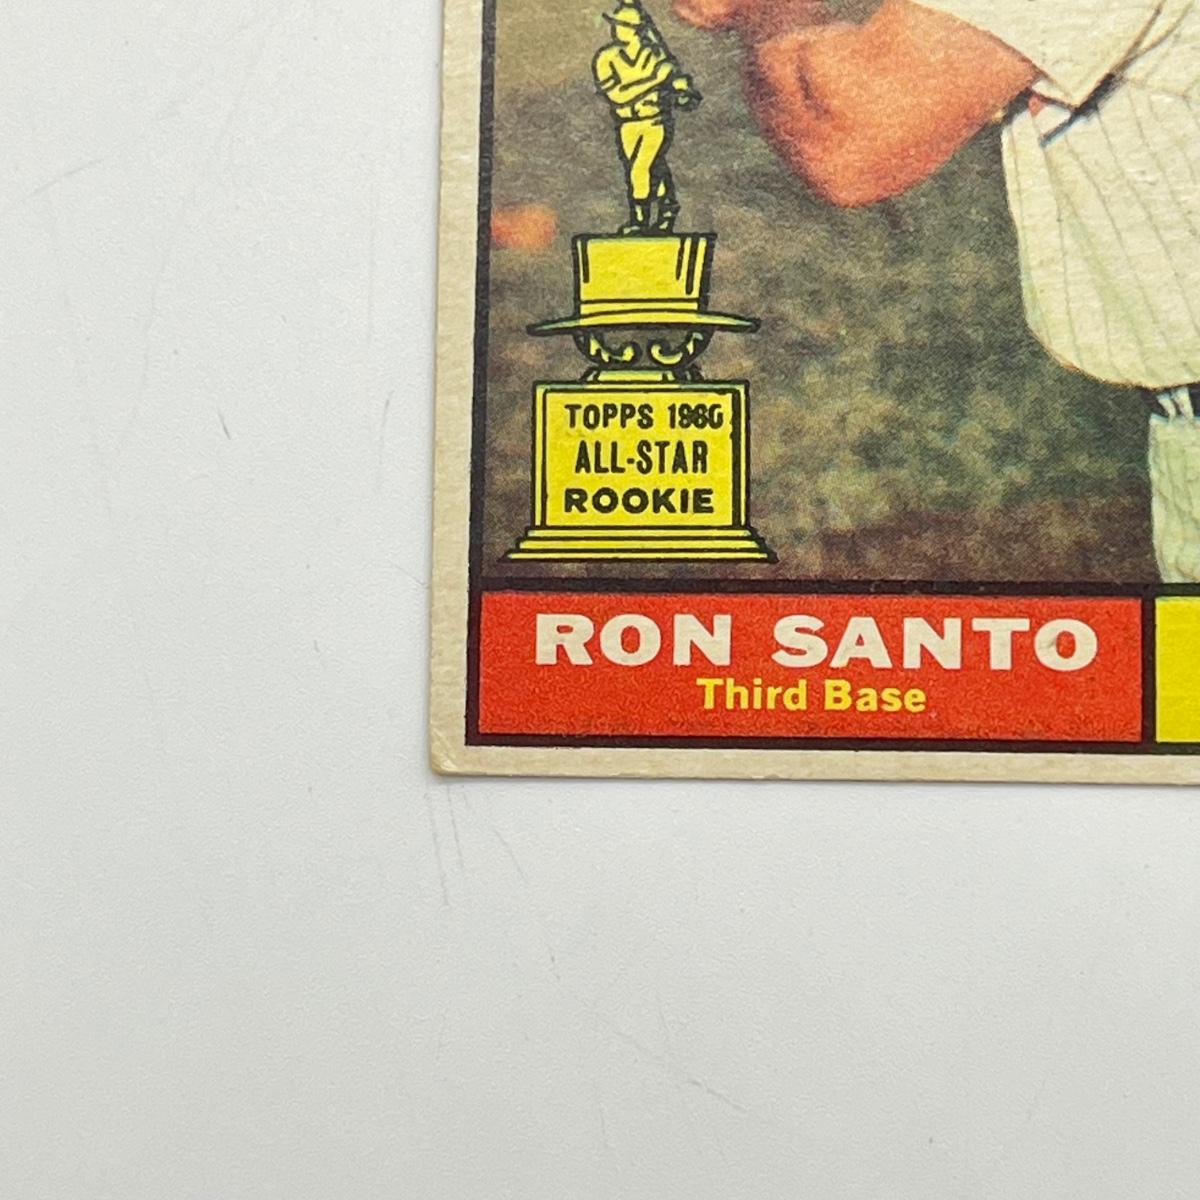 TOPPS 1960
ALL-STAR
ROOKIE
RON SANTO
Third Base